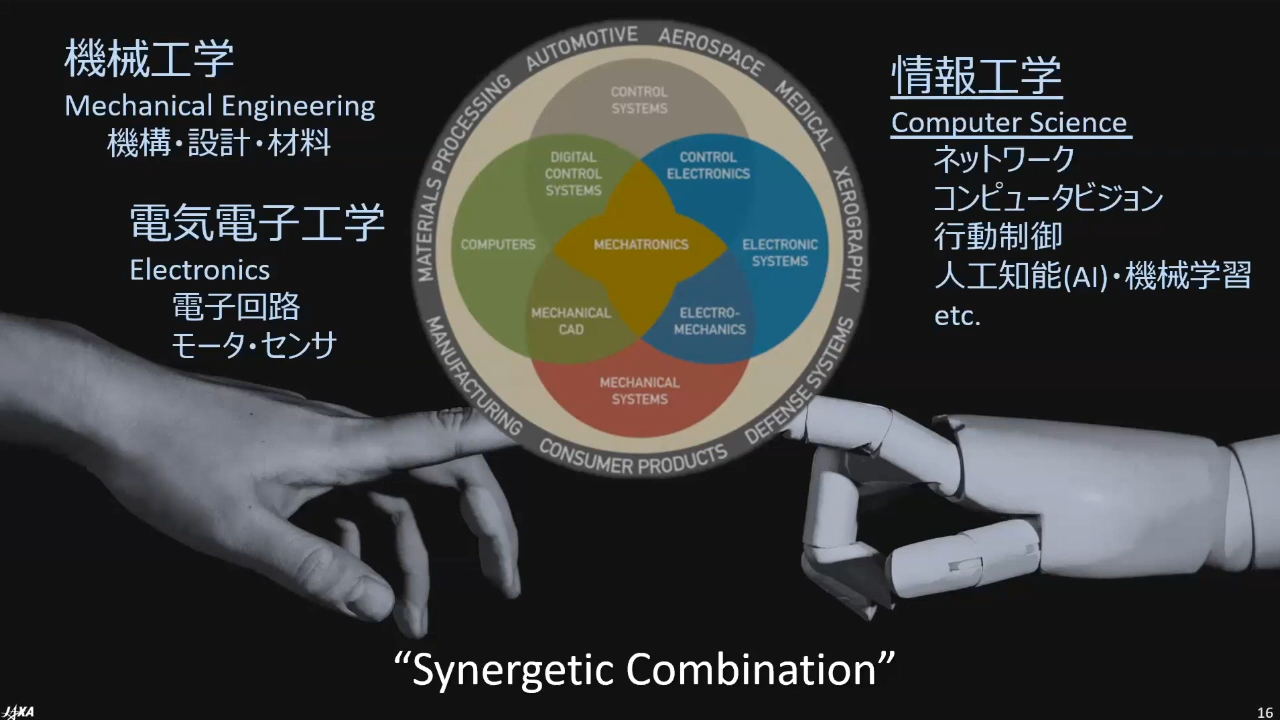 機械工学
Mechanical Engineering
機構・設計・材料
電気電子工学
Electronics
電子回路
モータ・センサ
MATERIALS PROCESSING
AUTOMOTIVE
AEROSPACE
MEDICAL
XEROGRAPHY
DEFENSE SYSTEMS
CONSUMER PRODUCTS
MANUFACTURING
CONTROL
SYSTEMS
DIGITAL
CONTROL
SYSTEMS
CONTROL
ELECTRONICS
COMPUTERS
MECHATRONICS
ELECTRONIC
SYSTEMS
MECHANICAL
CAD
ELECTRO-
MECHANICS
MECHANICAL
SYSTEMS
情報工学
Computer Science
ネットワーク
コンピュータビジョン
行動制御
人工知能(AI)・機械学習
etc.
“Synergetic Combination”
JAXA
16